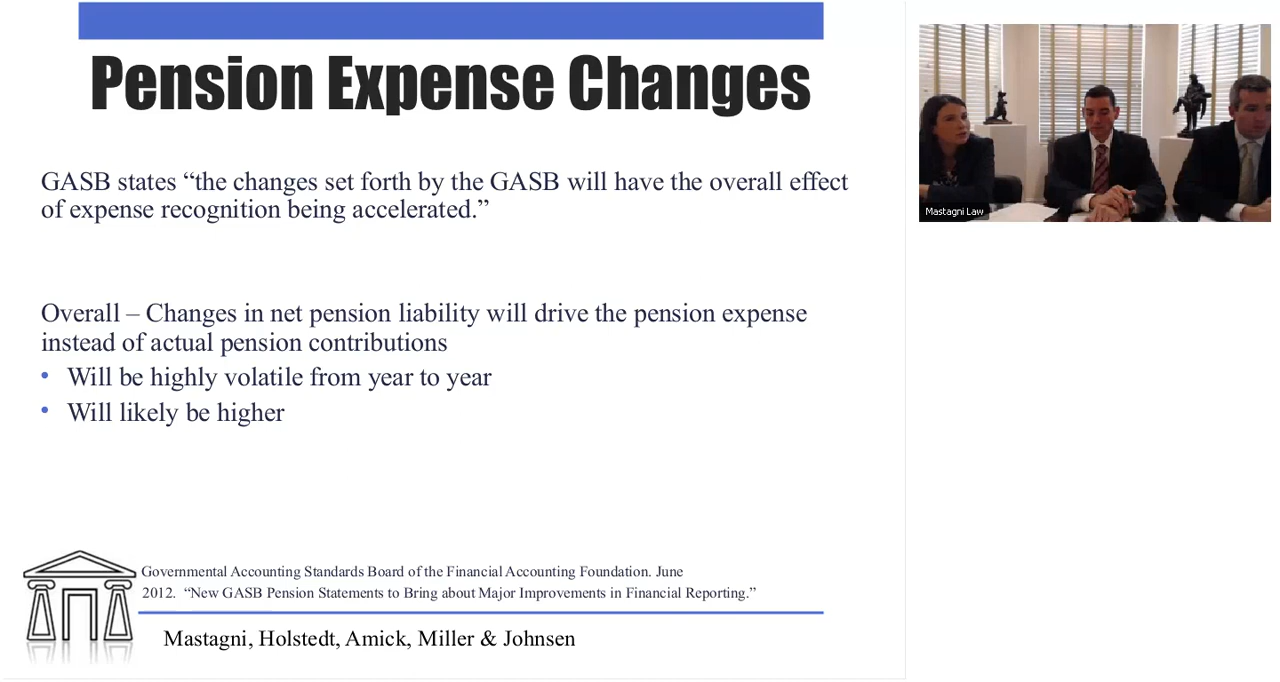 Pension Expense Changes
GASB states “the changes set forth by the GASB will have the overall effect
of expense recognition being accelerated.”
Overall – Changes in net pension liability will drive the pension expense
instead of actual pension contributions
• Will be highly volatile from year to year
• Will likely be higher
Governmental Accounting Standards Board of the Financial Accounting Foundation. June
2012. “New GASB Pension Statements to Bring about Major Improvements in Financial Reporting.”
Mastagni, Holstedt, Amick, Miller & Johnsen
Mastagni Law